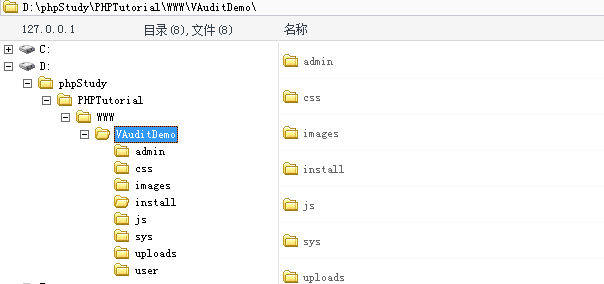 D:\phpStudy\PHPTutorial\WWW\VAuditDemo\
127.0.0.1 目录(8),文件(8) 名称
C:
D:
phpStudy
PHPTutorial
WWW
VAuditDemo
admin
css
images
install
js
sys
uploads
user
admin
css
images
install
js
sys
uploads